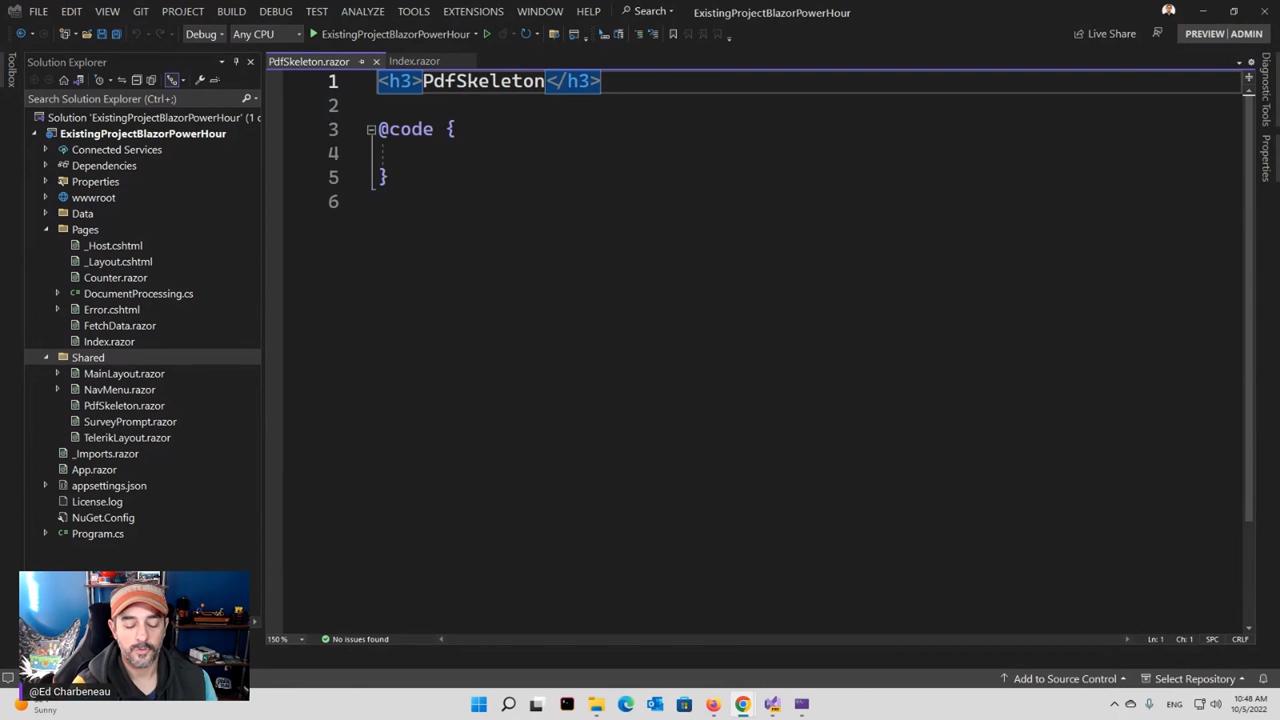 FILE EDIT VIEW GIT PROJECT BUILD DEBUG TEST ANALYZE TOOLS EXTENSIONS WINDOW HELP Search ExistingProjectBlazorPowerHour
Debug Any CPU ExistingProjectBlazorPowerHour Live Share PREVIEW | ADMIN
Toolbox
Solution Explorer
Search Solution Explorer (Ctrl+;)
Solution 'ExistingProjectBlazorPowerHour' (1 o
ExistingProjectBlazorPowerHour
Connected Services
Dependencies
Properties
wwwroot
Data
Pages
_Host.cshtml
_Layout.cshtml
Counter.razor
DocumentProcessing.cs
Error.cshtml
FetchData.razor
Index.razor
Shared
MainLayout.razor
NavMenu.razor
PdfSkeleton.razor
SurveyPrompt.razor
TelerikLayout.razor
_Imports.razor
App.razor
appsettings.json
License.log
NuGet.Config
Program.cs
PdfSkeleton.razor Index.razor
1 <h3>PdfSkeleton</h3>
2
3 @code {
4
5 }
6
Diagnostic Tools
Properties
150 % No issues found Ln: 1 Ch: 1 SPC CRLF
@Ed Charbeneau
Add to Source Control Select Repository
Sunny
ENG 10:48 AM
10/5/2022